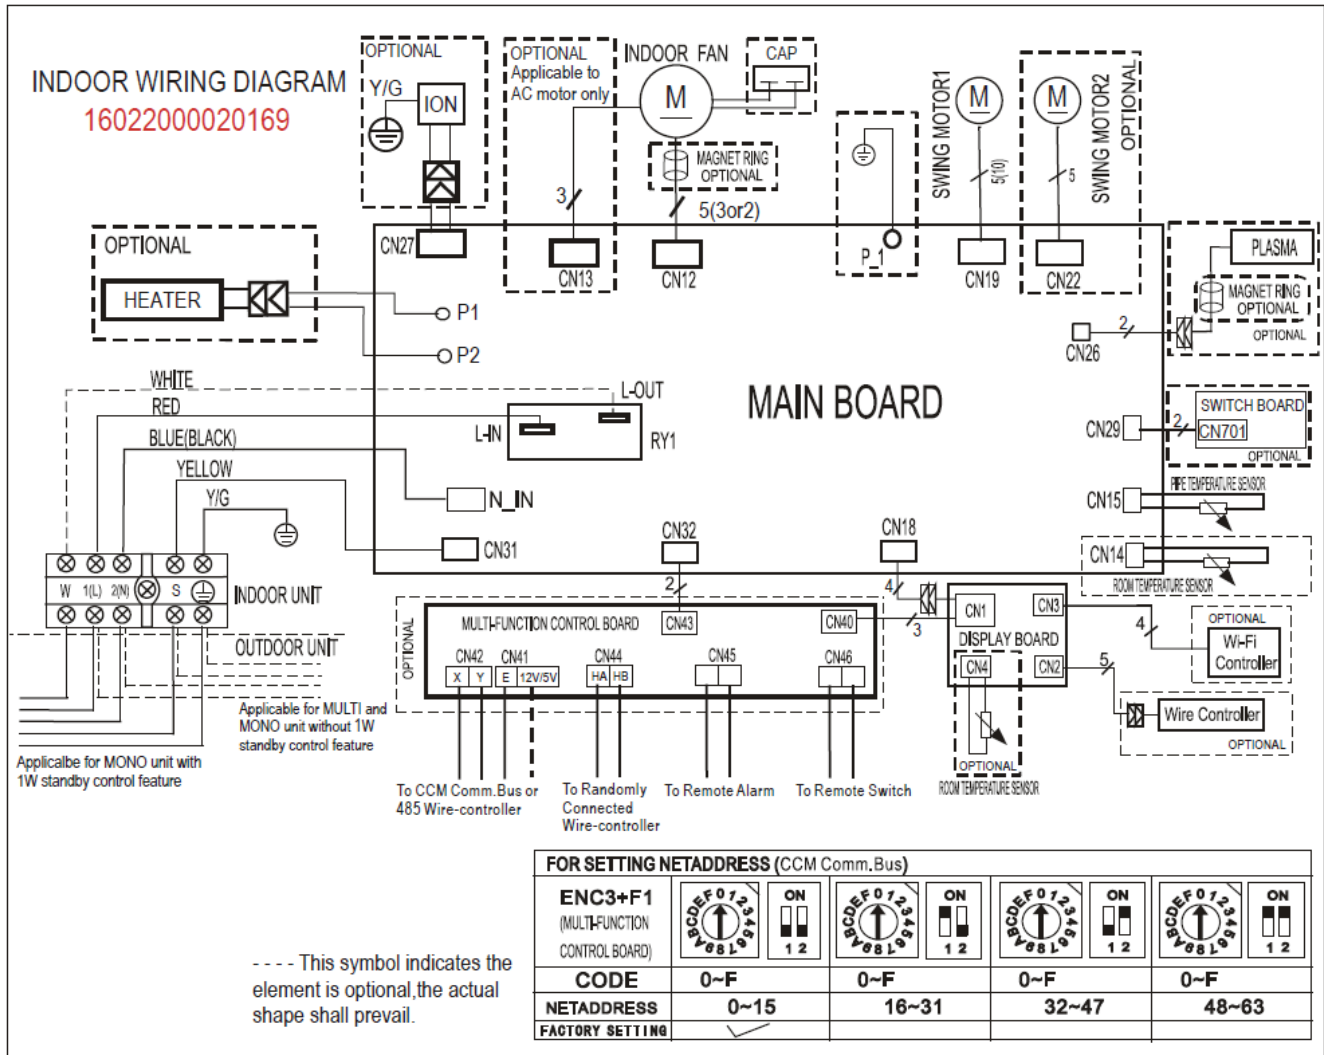 INDOOR WIRING DIAGRAM
16022000020169
OPTIONAL
Y/G
ION
CN27
OPTIONAL
Applicable to
AC motor only
3
CN13
INDOOR FAN
M
CAP
MAGNET RING
OPTIONAL
5(3or2)
CN12
P_1
SWING MOTOR1
M
5(10)
CN19
M
5
SWING MOTOR2
OPTIONAL
CN22
PLASMA
MAGNET RING
OPTIONAL
OPTIONAL
2
CN26
OPTIONAL
HEATER
P1
P2
MAIN BOARD
SWITCH BOARD
CN701
OPTIONAL
2
CN29
PIPE TEMPERATURE SENSOR
CN15
CN14
ROOM TEMPERATURE SENSOR
WHITE
RED
BLUE(BLACK)
YELLOW
Y/G
L-OUT
L-IN
RY1
N_IN
CN31
CN32
CN18
W 1(L) 2(N) S
INDOOR UNIT
OUTDOOR UNIT
Applicable for MULTI and
MONO unit without 1W
standby control feature
Applicalbe for MONO unit with
1W standby control feature
2
4
3
OPTIONAL
MULTI-FUNCTION CONTROL BOARD
CN43
CN40
CN42
X Y
CN41
E 12V/5V
CN44
HA HB
CN45
CN46
To CCM Comm.Bus or
485 Wire-controller
To Randomly
Connected
Wire-controller
To Remote Alarm
To Remote Switch
CN1
CN3
DISPLAY BOARD
CN4
CN2
OPTIONAL
ROOM TEMPERATURE SENSOR
4
5
OPTIONAL
Wi-Fi
Controller
Wire Controller
OPTIONAL
- - - - This symbol indicates the
element is optional,the actual
shape shall prevail.
FOR SETTING NETADDRESS (CCM Comm.Bus)
ENC3+F1
(MULTI-FUNCTION
CONTROL BOARD)
0123456789ABCDEF
ON
1 2
0123456789ABCDEF
ON
1 2
0123456789ABCDEF
ON
1 2
0123456789ABCDEF
ON
1 2
CODE 0~F 0~F 0~F 0~F
NETADDRESS 0~15 16~31 32~47 48~63
FACTORY SETTING